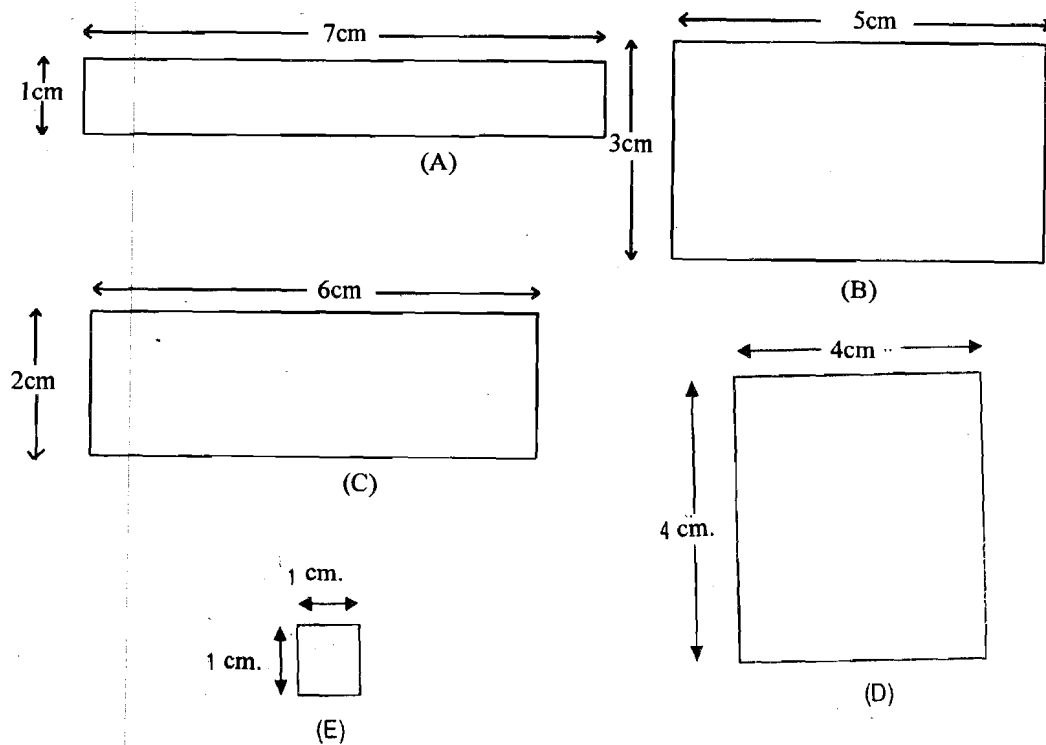 7cm
1cm
(A)
5cm
3cm
(B)
6cm
2cm
(C)
4cm
4 cm.
(D)
1 cm.
1 cm.
(E)